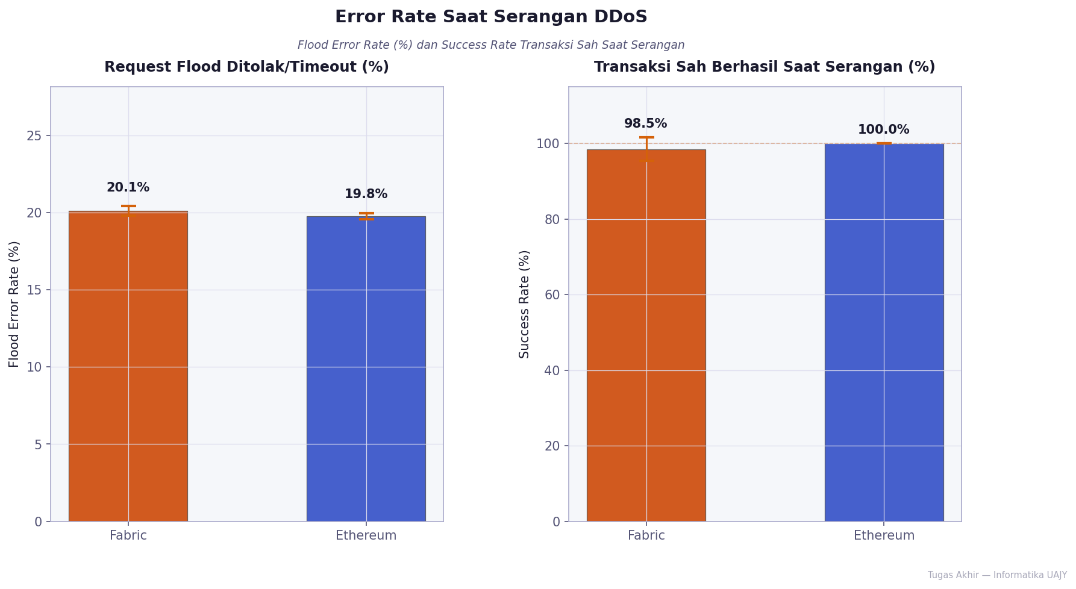 Error Rate Saat Serangan DDoS
Flood Error Rate (%) dan Success Rate Transaksi Sah Saat Serangan
Request Flood Ditolak/Timeout (%)
Flood Error Rate (%)
25
20
15
10
5
0
20.1%
19.8%
Fabric
Ethereum
Transaksi Sah Berhasil Saat Serangan (%)
Success Rate (%)
100
80
60
40
20
0
98.5%
100.0%
Fabric
Ethereum
Tugas Akhir — Informatika UAJY